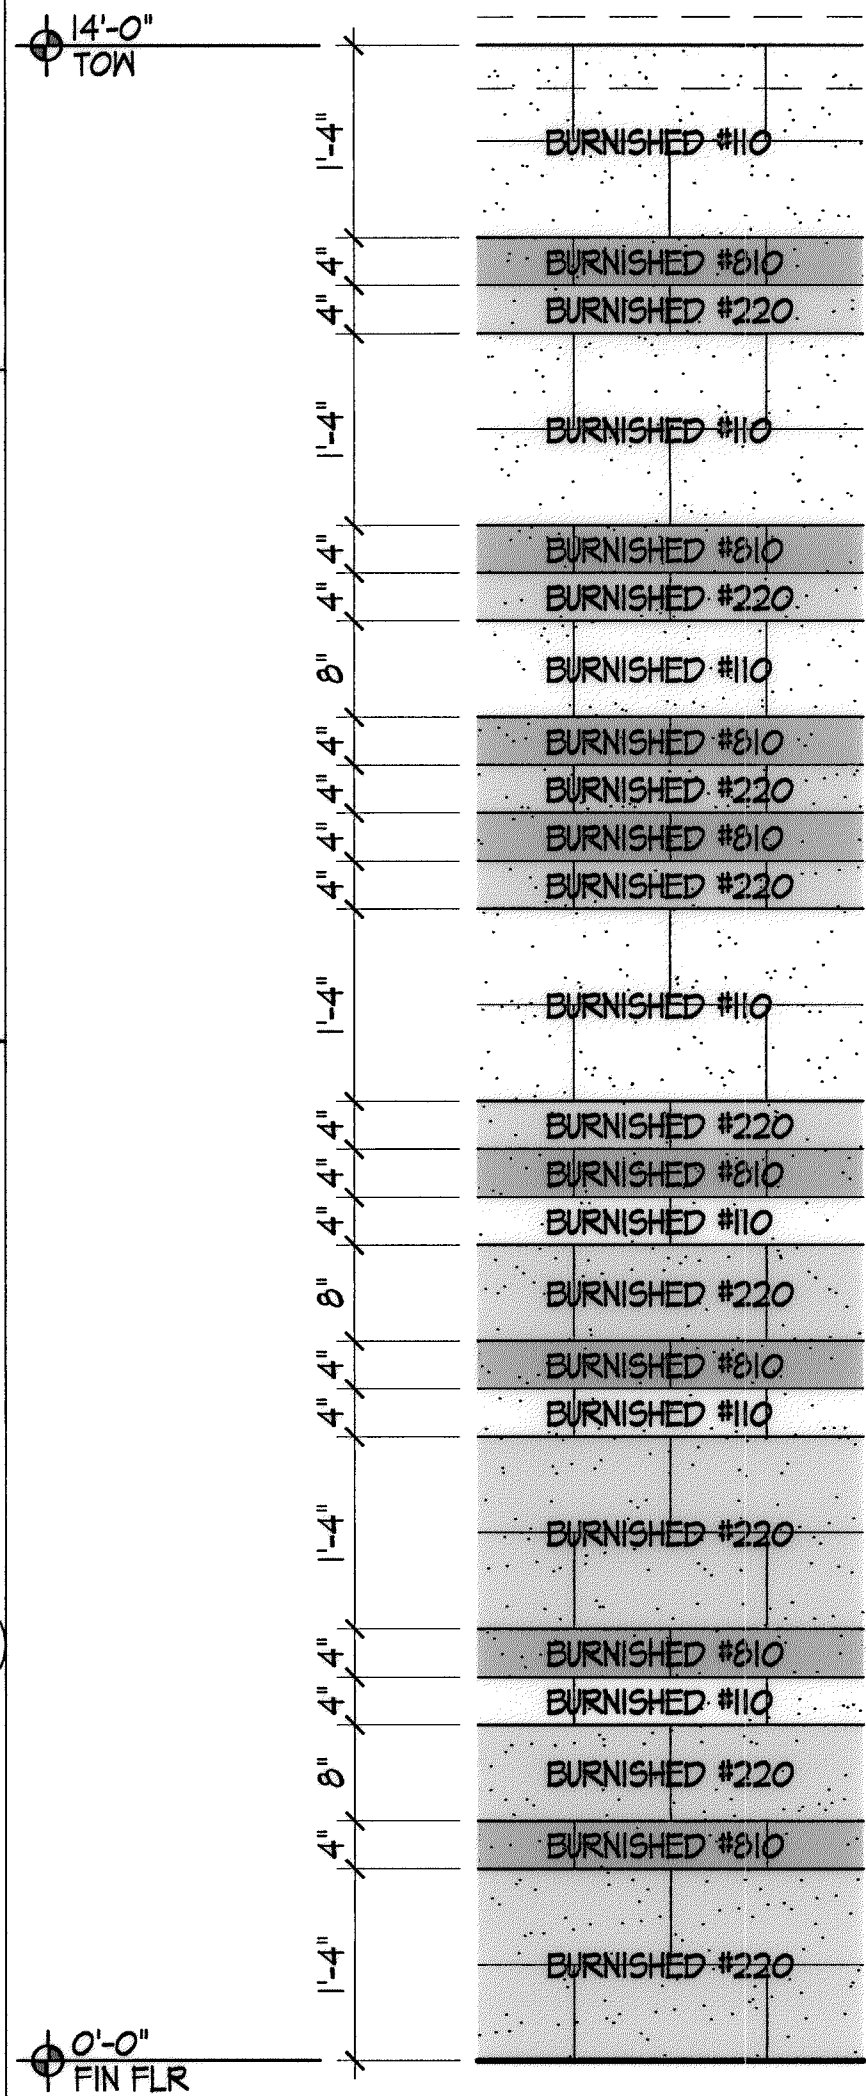 14'-0"
TOW
1'-4" BURNISHED #110
4" BURNISHED #810
4" BURNISHED #220
1'-4" BURNISHED #110
4" BURNISHED #810
4" BURNISHED #220
8" BURNISHED #110
4" BURNISHED #810
4" BURNISHED #220
4" BURNISHED #810
4" BURNISHED #220
1'-4" BURNISHED #110
4" BURNISHED #220
4" BURNISHED #810
4" BURNISHED #110
8" BURNISHED #220
4" BURNISHED #810
4" BURNISHED #110
1'-4" BURNISHED #220
4" BURNISHED #810
4" BURNISHED #110
8" BURNISHED #220
4" BURNISHED #810
1'-4" BURNISHED #220
0'-0"
FIN FLR